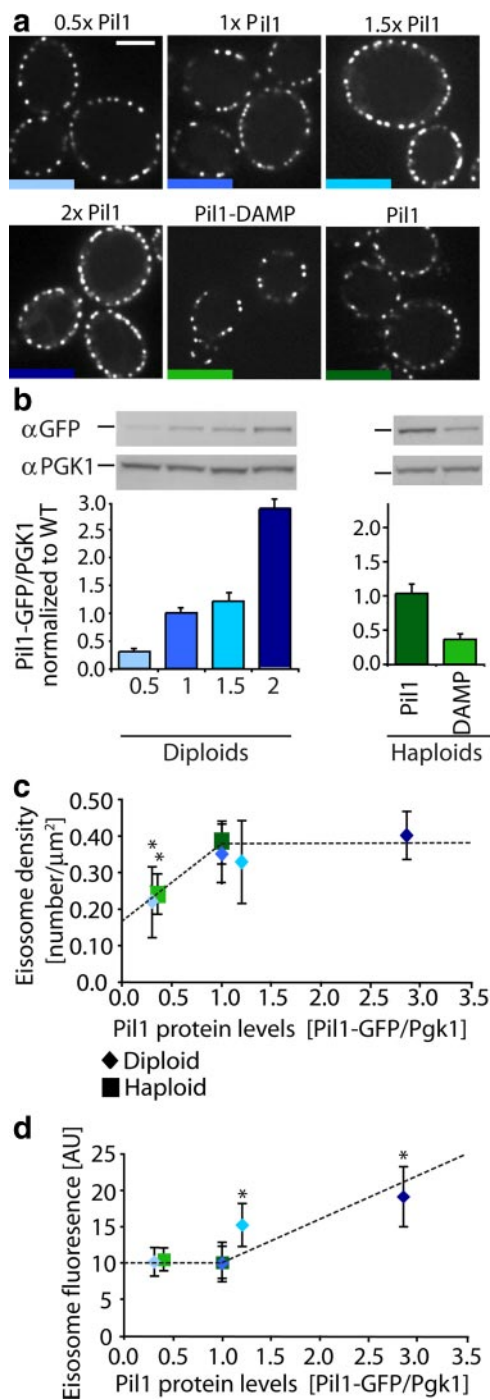 a
0.5x Pil1 1x Pil1 1.5x Pil1
2x Pil1 Pil1-DAMP Pil1
b
αGFP
αPGK1
Pil1-GFP/PGK1
normalized to WT
3.0
2.5
2.0
1.5
1.0
0.5
0.0
0.5 1 1.5 2
Diploids
2.0
1.5
1.0
0.5
0.0
Pil1
DAMP
Haploids
c
Eisosome density
[number/μm²]
0.50
0.40
0.30
0.20
0.10
0.0
* *
0.0 0.5 1.0 1.5 2.0 2.5 3.0 3.5
Pil1 protein levels [Pil1-GFP/Pgk1]
Diploid
Haploid
d
Eisosome fluoresence [AU]
25
20
15
10
5
0
* *
0.0 0.5 1.0 1.5 2.0 2.5 3.0 3.5
Pil1 protein levels [Pil1-GFP/Pgk1]